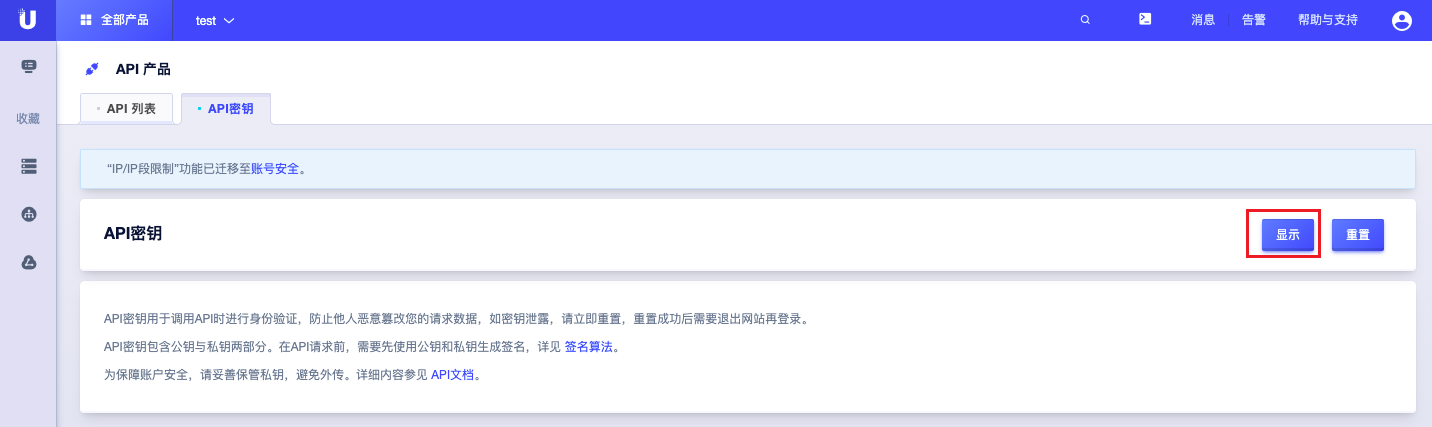 U 全部产品 test 消息 告警 帮助与支持
API 产品
API 列表 API密钥
收藏
“IP/IP段限制”功能已迁移至账号安全。
API密钥 显示 重置
API密钥用于调用API时进行身份验证，防止他人恶意篡改您的请求数据，如密钥泄露，请立即重置，重置成功后需要退出网站再登录。
API密钥包含公钥与私钥两部分。在API请求前，需要先使用公钥和私钥生成签名，详见 签名算法。
为保障账户安全，请妥善保管私钥，避免外传。详细内容参见 API文档。